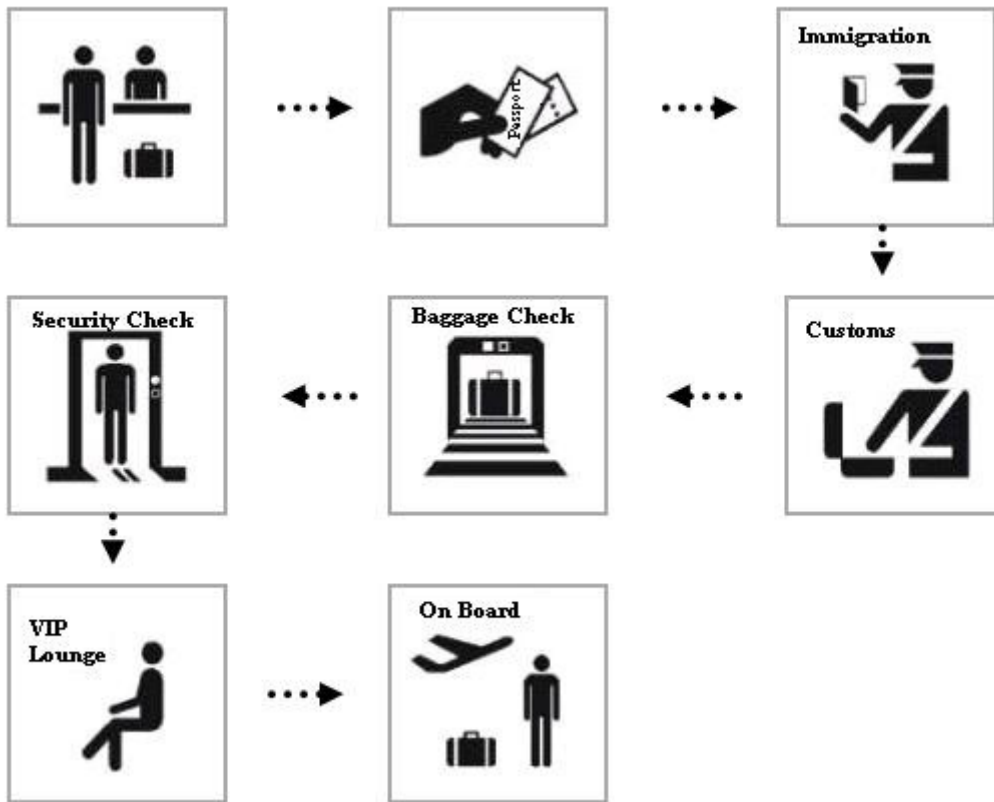 Passport
Immigration
Customs
Baggage Check
Security Check
VIP
Lounge
On Board